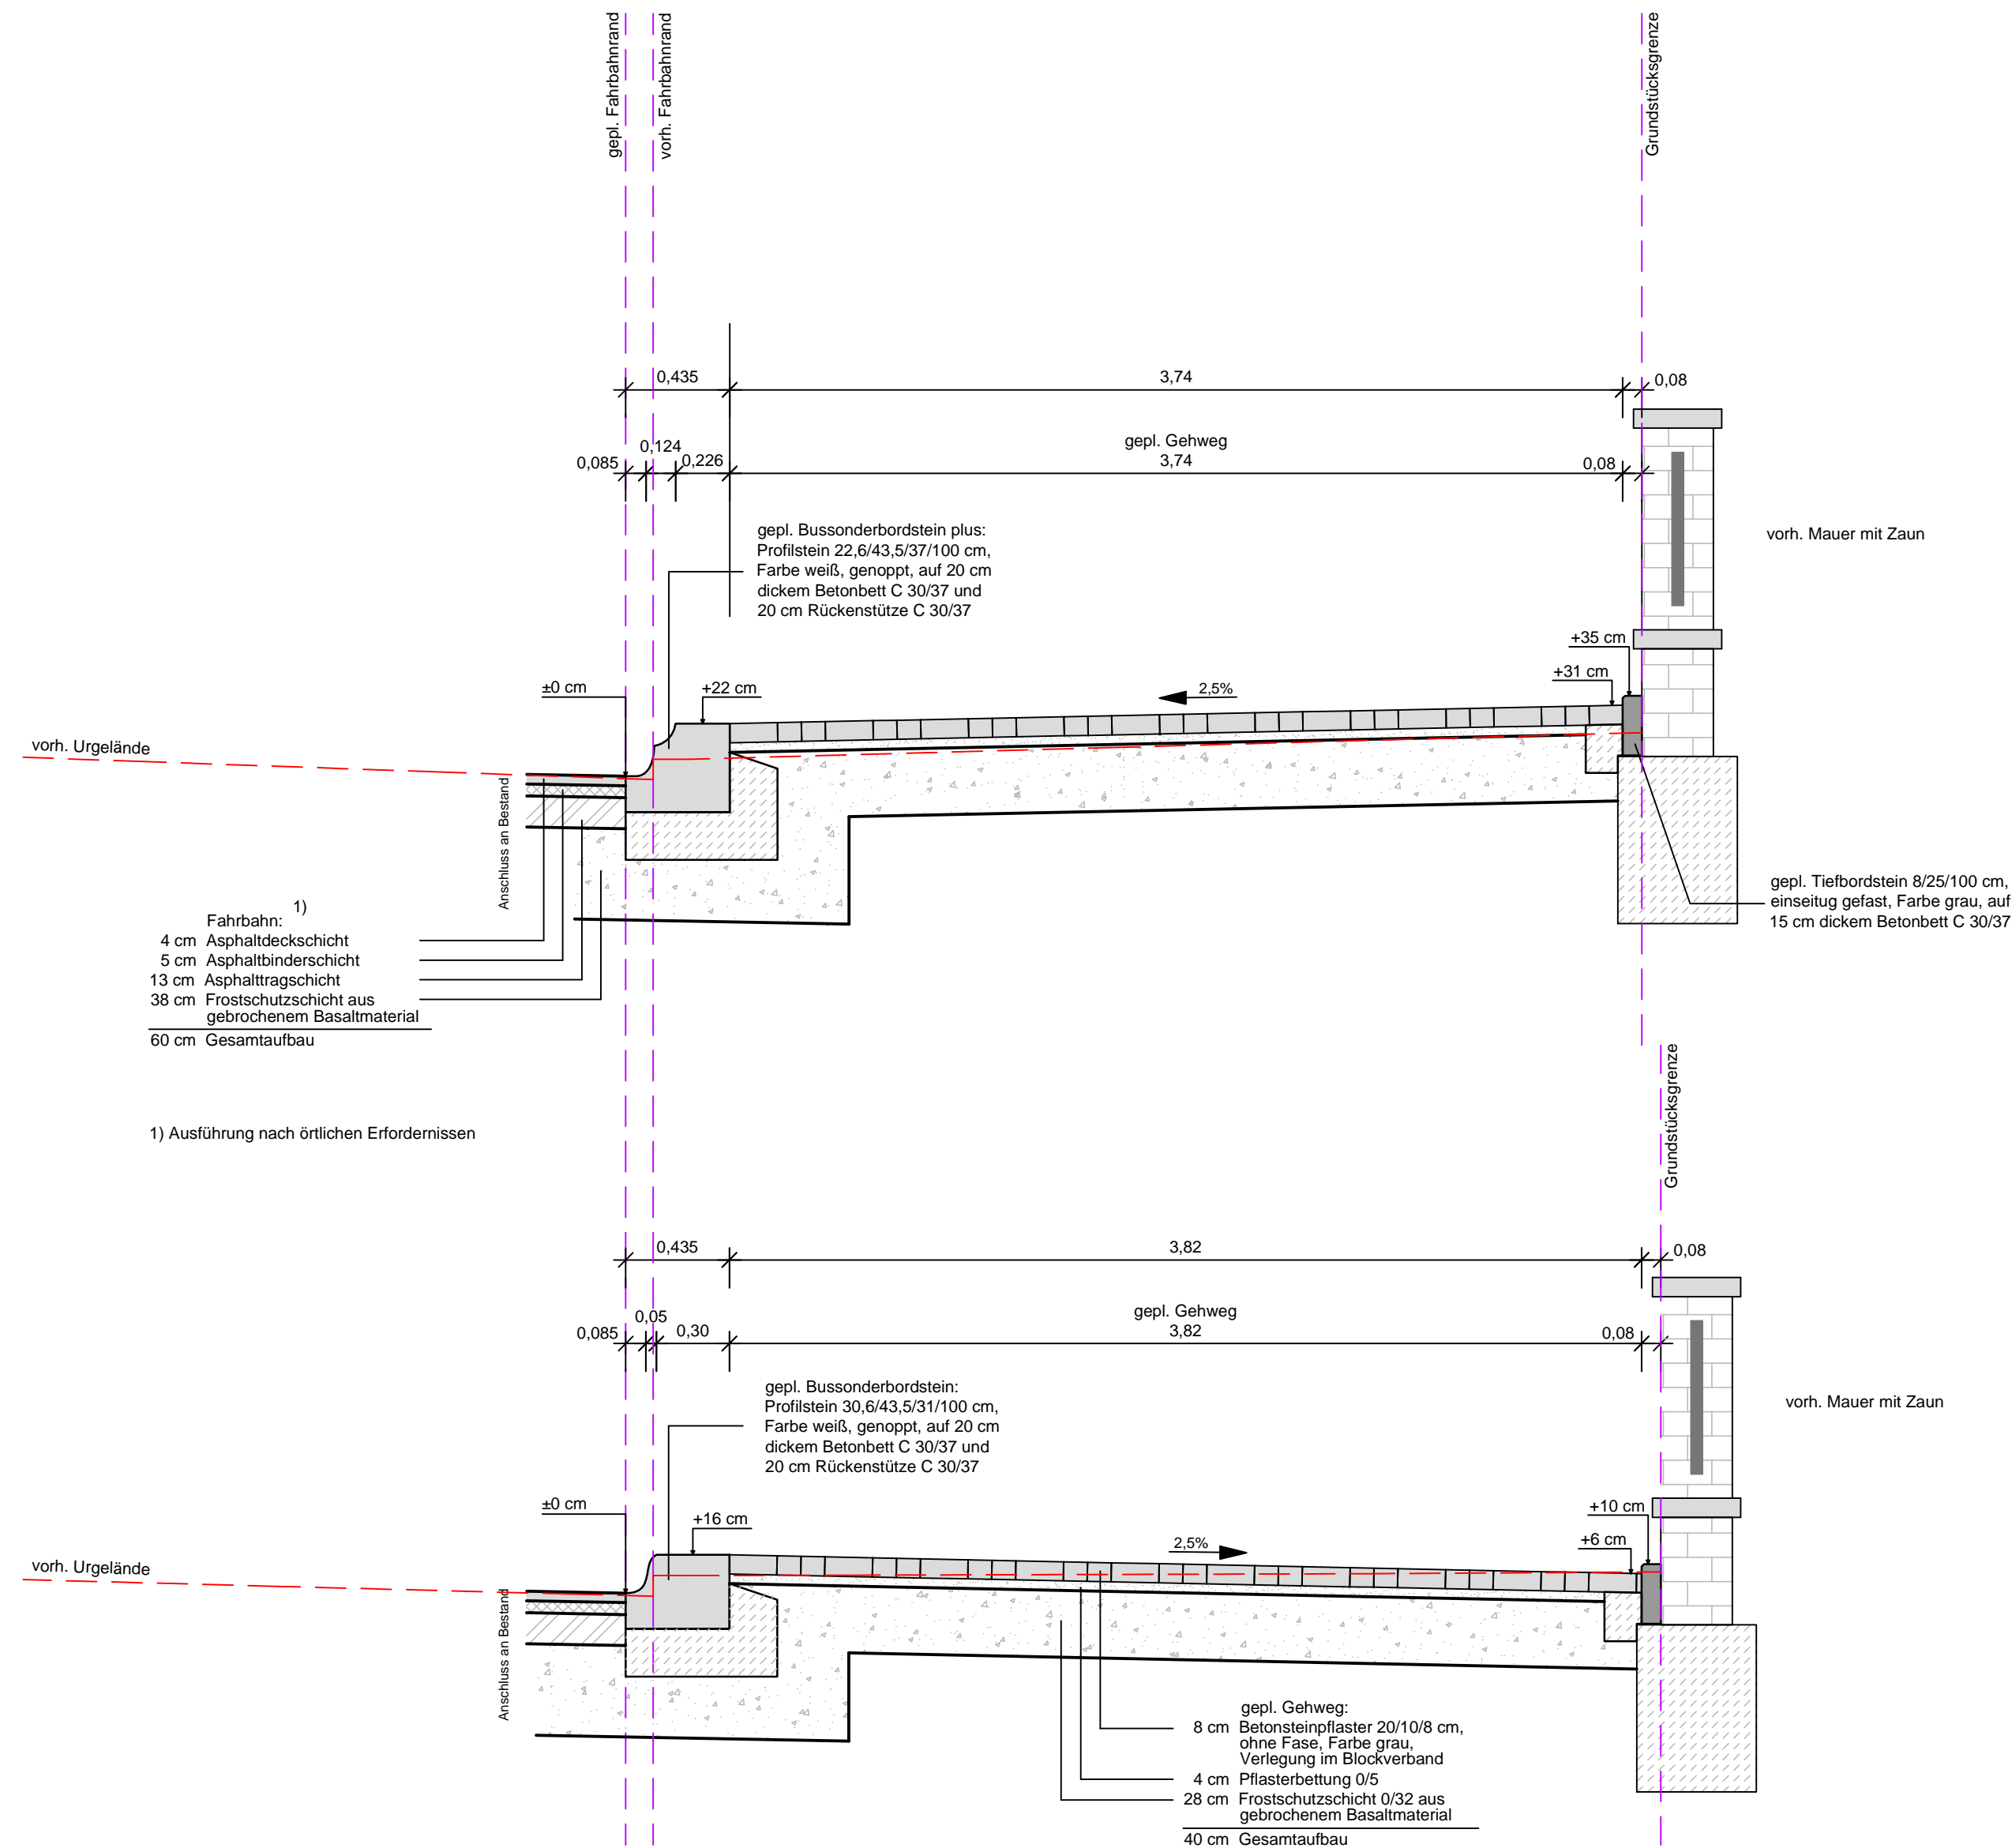 gepl. Fahrbahnrand
vorh. Fahrbahnrand
Grundstücksgrenze
0,435
3,74
0,08
gepl. Gehweg
0,085
0,124
0,226
3,74
0,08
gepl. Bussonderbordstein plus:
Profilstein 22,6/43,5/37/100 cm,
Farbe weiß, genoppt, auf 20 cm
dickem Betonbett C 30/37 und
20 cm Rückenstütze C 30/37
vorh. Mauer mit Zaun
+35 cm
+31 cm
±0 cm
+22 cm
2,5%
vorh. Urgelände
Anschluss an Bestand
gepl. Tiefbordstein 8/25/100 cm,
einseitug gefast, Farbe grau, auf
15 cm dickem Betonbett C 30/37
1)
Fahrbahn:
4 cm Asphaltdeckschicht
5 cm Asphaltbinderschicht
13 cm Asphalttragschicht
38 cm Frostschutzschicht aus
gebrochenem Basaltmaterial
60 cm Gesamtaufbau
1) Ausführung nach örtlichen Erfordernissen
Grundstücksgrenze
0,435
3,82
0,08
gepl. Gehweg
0,085
0,05
0,30
3,82
0,08
gepl. Bussonderbordstein:
Profilstein 30,6/43,5/31/100 cm,
Farbe weiß, genoppt, auf 20 cm
dickem Betonbett C 30/37 und
20 cm Rückenstütze C 30/37
vorh. Mauer mit Zaun
±0 cm
+16 cm
2,5%
+10 cm
+6 cm
vorh. Urgelände
Anschluss an Bestand
gepl. Gehweg:
8 cm Betonsteinpflaster 20/10/8 cm,
ohne Fase, Farbe grau,
Verlegung im Blockverband
4 cm Pflasterbettung 0/5
28 cm Frostschutzschicht 0/32 aus
gebrochenem Basaltmaterial
40 cm Gesamtaufbau